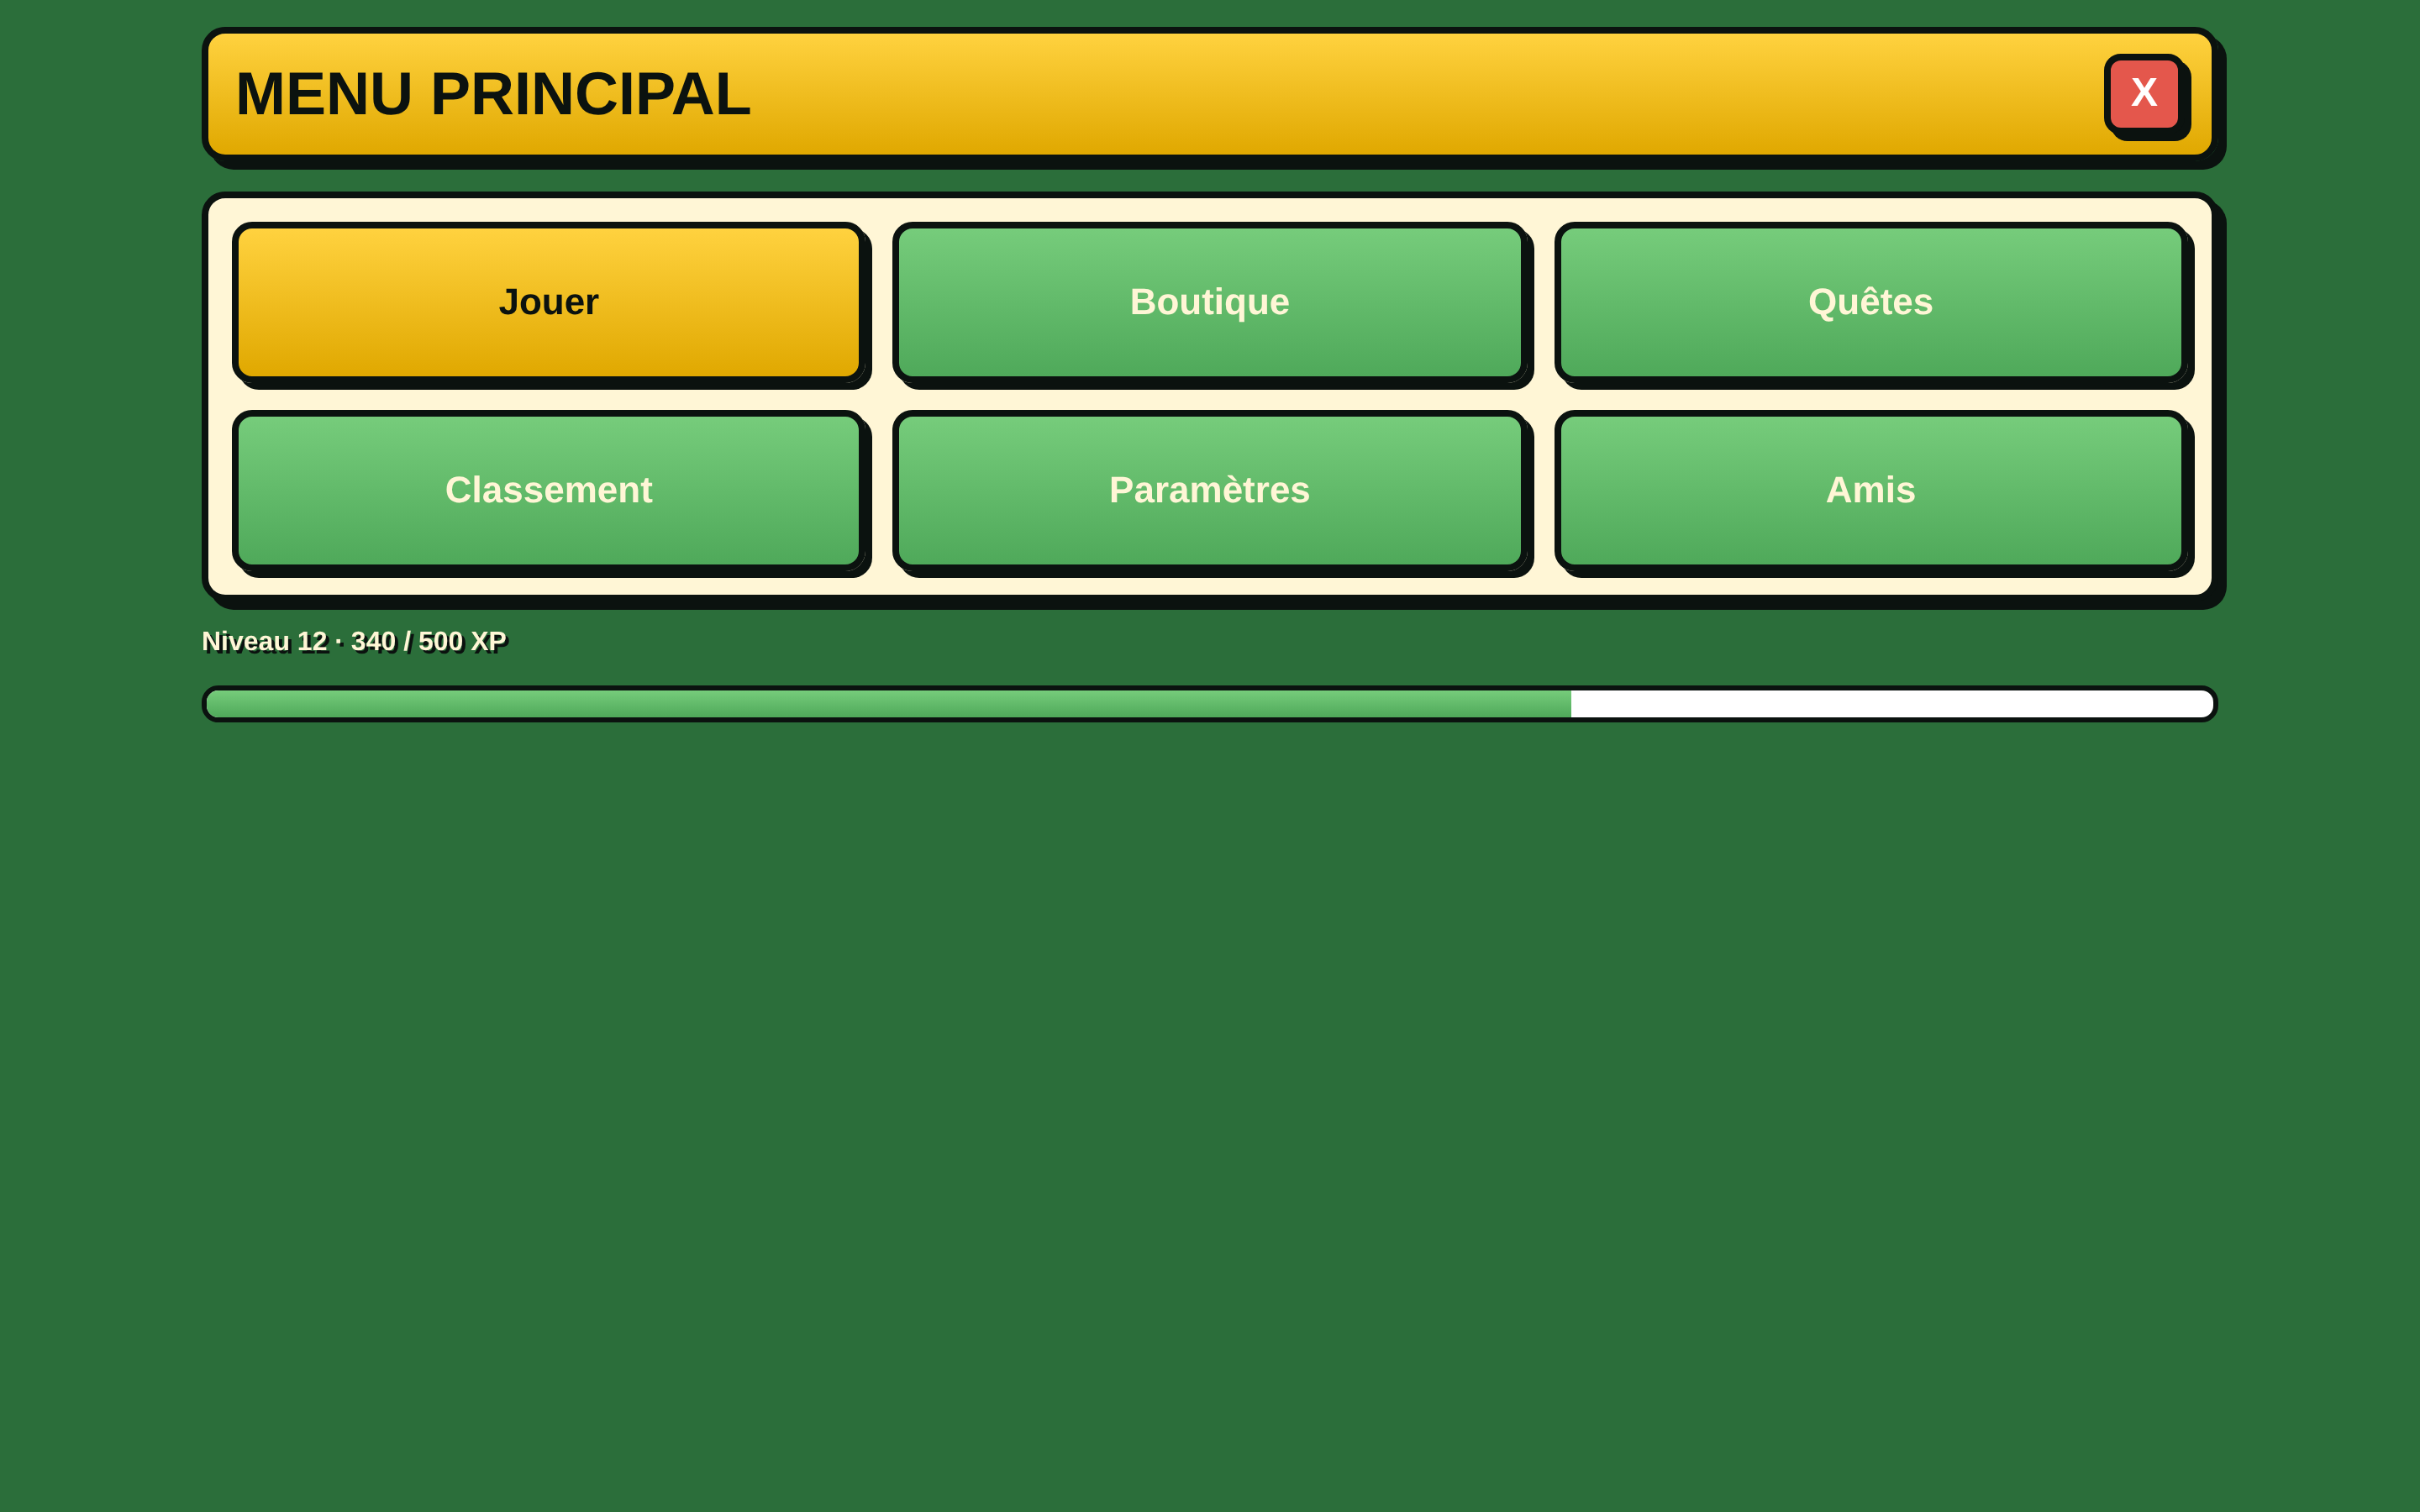 MENU PRINCIPAL
X
Jouer
Boutique
Quêtes
Classement
Paramètres
Amis
Niveau 12 · 340 / 500 XP